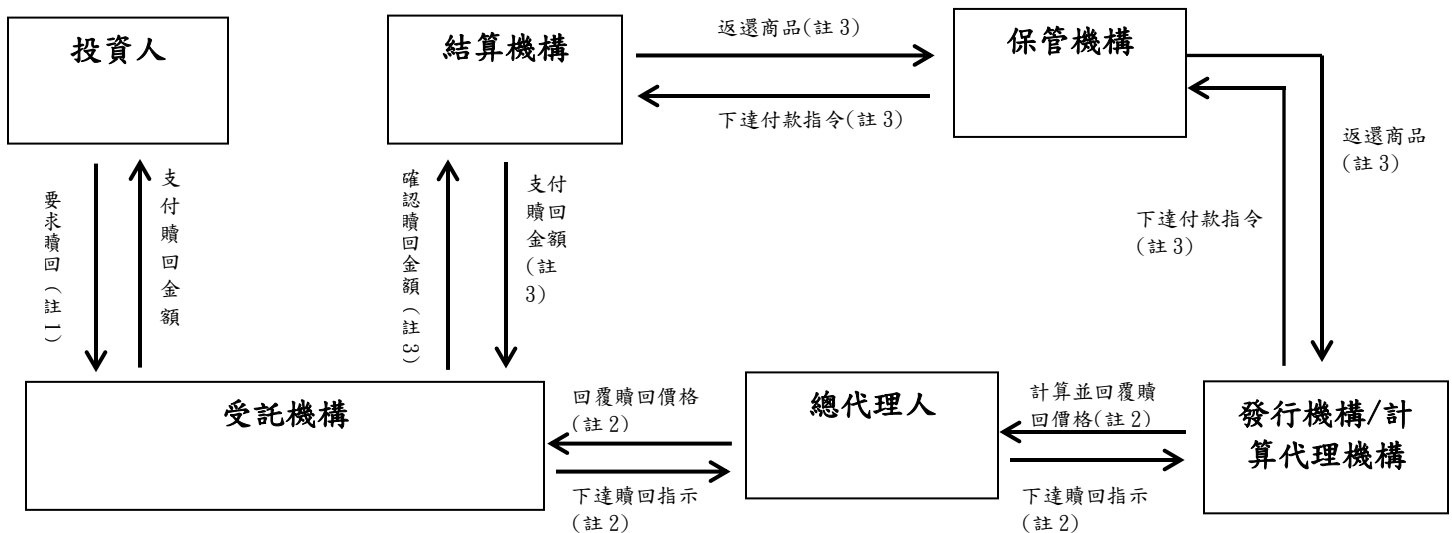 投資人
結算機構
返還商品(註 3)
下達付款指令(註 3)
保管機構
返還商品
(註 3)
下達付款指令
(註 3)
要求贖回(註 1)
支付贖回金額
確認贖回金額(註 3)
支付
贖回
金額
(註
3)
受託機構
回覆贖回價格
(註 2)
下達贖回指示
(註 2)
總代理人
計算並回覆贖
回價格(註 2)
下達贖回指示
(註 2)
發行機構/計
算代理機構